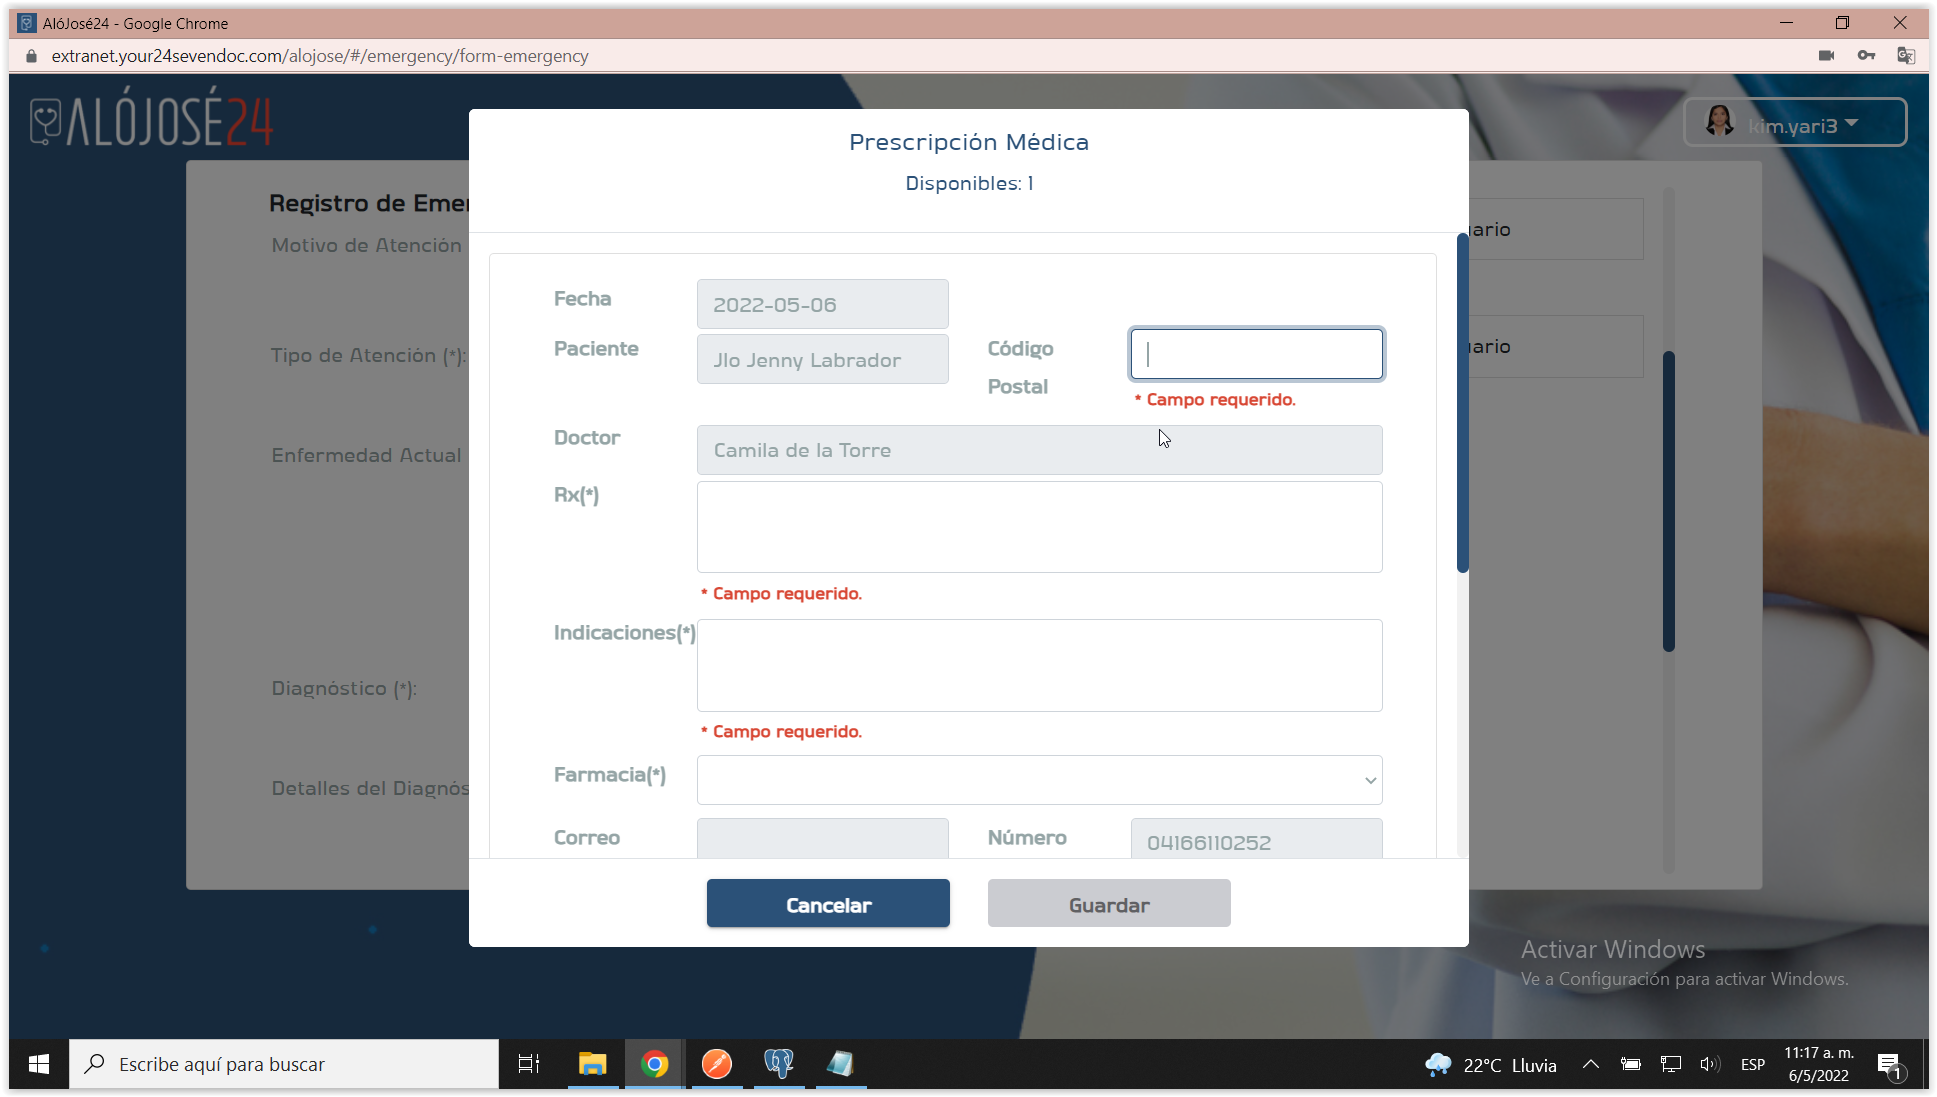 AlóJosé24 - Google Chrome
extranet.your24sevendoc.com/alojose/#/emergency/form-emergency
ALÓJOSÉ24
kim.yari3
Prescripción Médica
Disponibles: 1
Registro de Emer
Motivo de Atención
Tipo de Atención (*):
Enfermedad Actual
Diagnóstico (*):
Detalles del Diagnós
ario
ario
Fecha
2022-05-06
Paciente
Jlo Jenny Labrador
Código
Postal
* Campo requerido.
Doctor
Camila de la Torre
Rx(*)
* Campo requerido.
Indicaciones(*)
* Campo requerido.
Farmacia(*)
Correo
Número
04166110252
Cancelar
Guardar
Activar Windows
Ve a Configuración para activar Windows.
Escribe aquí para buscar
22°C Lluvia
ESP
11:17 a. m.
6/5/2022
1